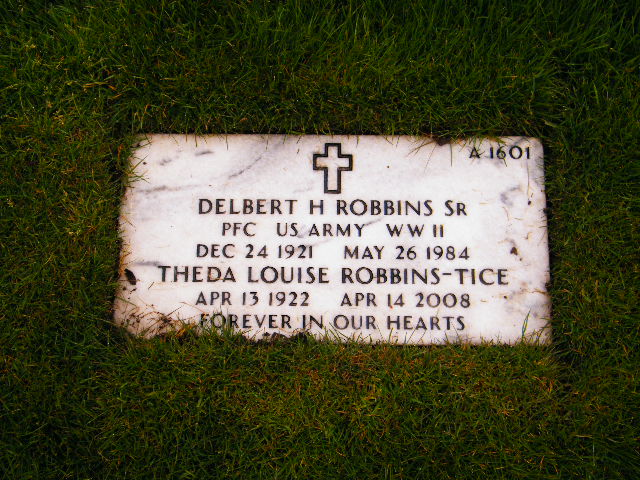 A 1601
DELBERT H ROBBINS SR
PFC US ARMY WW II
DEC 24 1921 MAY 26 1984
THEDA LOUISE ROBBINS-TICE
APR 13 1922 APR 14 2008
FOREVER IN OUR HEARTS